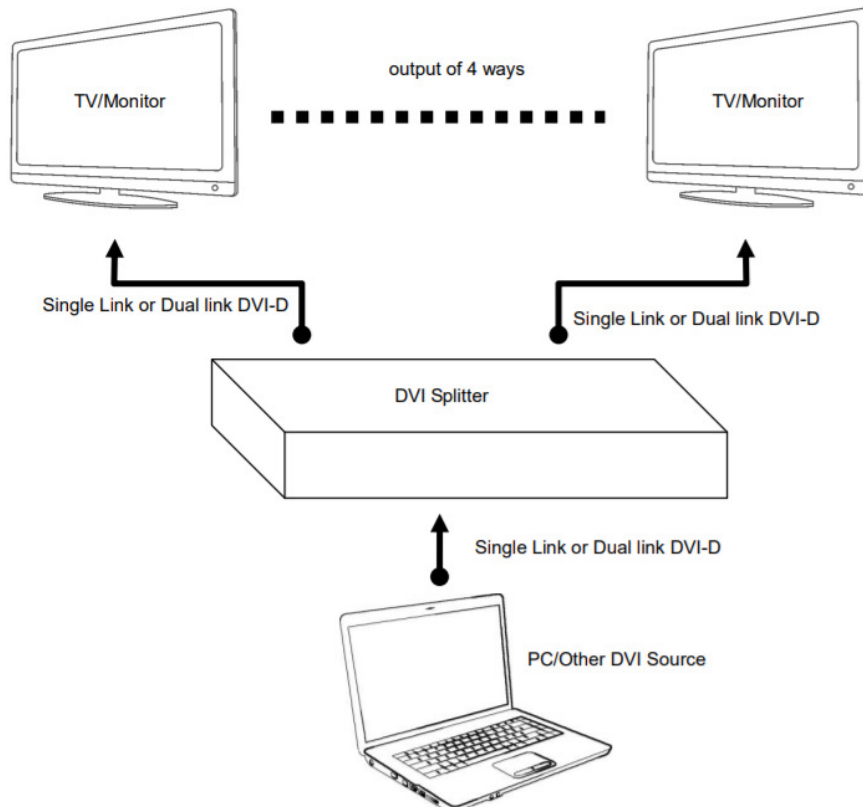 output of 4 ways
TV/Monitor
TV/Monitor
Single Link or Dual link DVI-D
Single Link or Dual link DVI-D
DVI Splitter
Single Link or Dual link DVI-D
PC/Other DVI Source